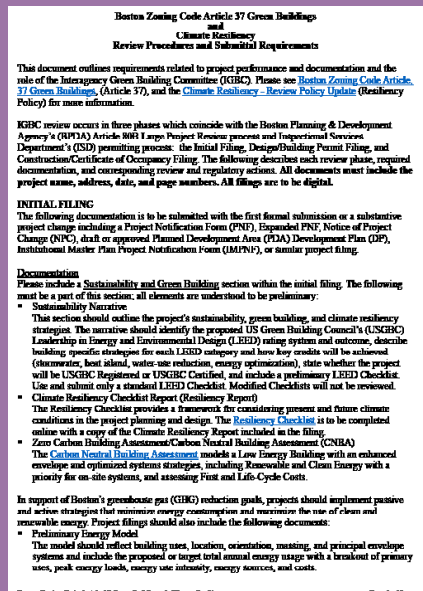 Boston Zoning Code Article 37 Green Buildings
and
Climate Resiliency
Review Procedures and Submittal Requirements
This document outlines requirements related to project performance and documentation and the
role of the Interagency Green Building Committee (IGBC). Please see Boston Zoning Code Article
37 Green Buildings, (Article 37), and the Climate Resiliency - Review Policy Update (Resiliency
Policy) for more information.
IGBC review occurs in three phases which coincide with the Boston Planning & Development
Agency's (BPDA) Article 80B Large Project Review process and Inspectional Services
Department's (ISD) permitting process: the Initial Filing, Design/Building Permit Filing, and
Construction/Certificate of Occupancy Filing. The following describes each review phase, required
documentation, and corresponding review and regulatory actions. All documents must include the
project name, address, date, and page numbers. All filings are to be digital.
INITIAL FILING
The following documentation is to be submitted with the first formal submission or a substantive
project change including a Project Notification Form (PNF), Expanded PNF, Notice of Project
Change (NPC), draft or approved Planned Development Area (PDA) Development Plan (DP),
Institutional Master Plan Project Notification Form (IMPNF), or similar project filing.
Documentation
Please include a Sustainability and Green Building section within the initial filing. The following
must be a part of this section; all elements are understood to be preliminary:
▪ Sustainability Narrative
This section should outline the project's sustainability, green building, and climate resiliency
strategies. The narrative should identify the proposed US Green Building Council's (USGBC)
Leadership in Energy and Environmental Design (LEED) rating system and outcome, describe
building specific strategies for each LEED category and how key credits will be achieved
(stormwater, heat island, water-use reduction, energy optimization), state whether the project
will be USGBC Registered or USGBC Certified, and include a preliminary LEED Checklist.
Use and submit only a standard LEED Checklist. Modified Checklists will not be reviewed.
▪ Climate Resiliency Checklist Report (Resiliency Report)
The Resiliency Checklist provides a framework for considering present and future climate
conditions in the project planning and design. The Resiliency Checklist is to be completed
online with a copy of the Climate Resiliency Report included in the filing.
▪ Zero Carbon Building Assessment/Carbon Neutral Building Assessment (CNBA)
The Carbon Neutral Building Assessment models a Low Energy Building with an enhanced
envelope and optimized systems strategies, including Renewable and Clean Energy with a
priority for on-site systems, and assessing First and Life-Cycle Costs.
In support of Boston's greenhouse gas (GHG) reduction goals, projects should implement passive
and active strategies that minimize energy consumption and maximize the use of clean and
renewable energy. Project filings should also include the following documents:
▪ Preliminary Energy Model
The model should reflect building uses, location, orientation, massing, and principal envelope
systems and include the proposed or target total annual energy usage with a breakdown of primary
uses, peak energy loads, energy use intensity, energy sources, and costs.